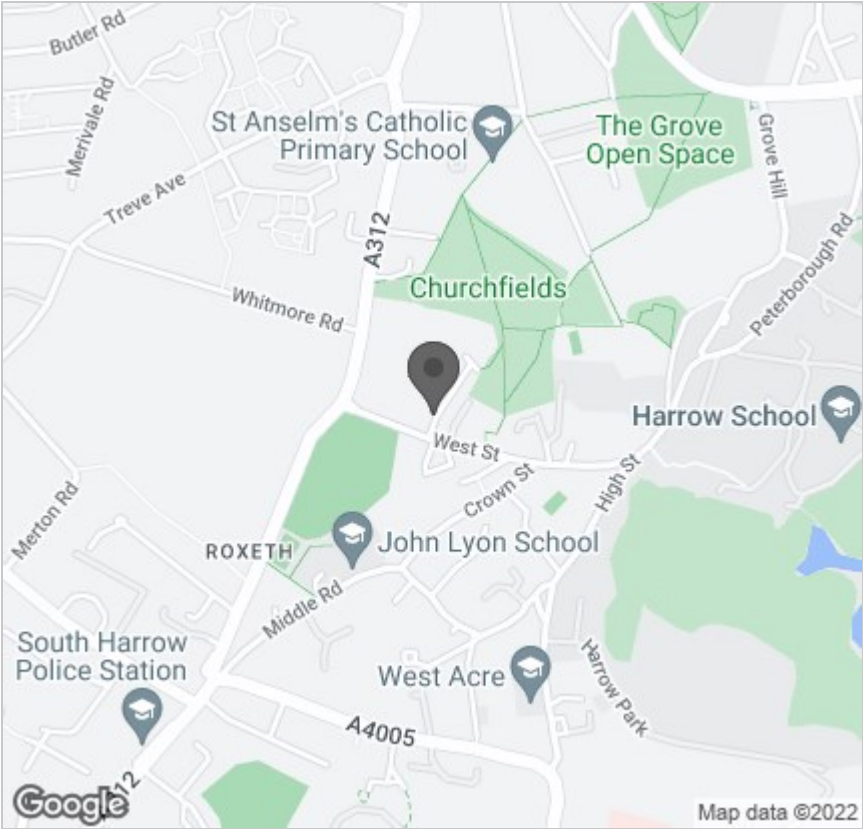 Butler Rd
Merivale Rd
St Anselm's Catholic
Primary School
The Grove
Open Space
Grove Hill
Treve Ave
A312
Peterborough Rd
Churchfields
Whitmore Rd
Harrow School
West St
High St
Crown St
Merton Rd
ROXETH
John Lyon School
Middle Rd
South Harrow
Police Station
West Acre
Harrow Park
A4005
Google
Map data ©2022